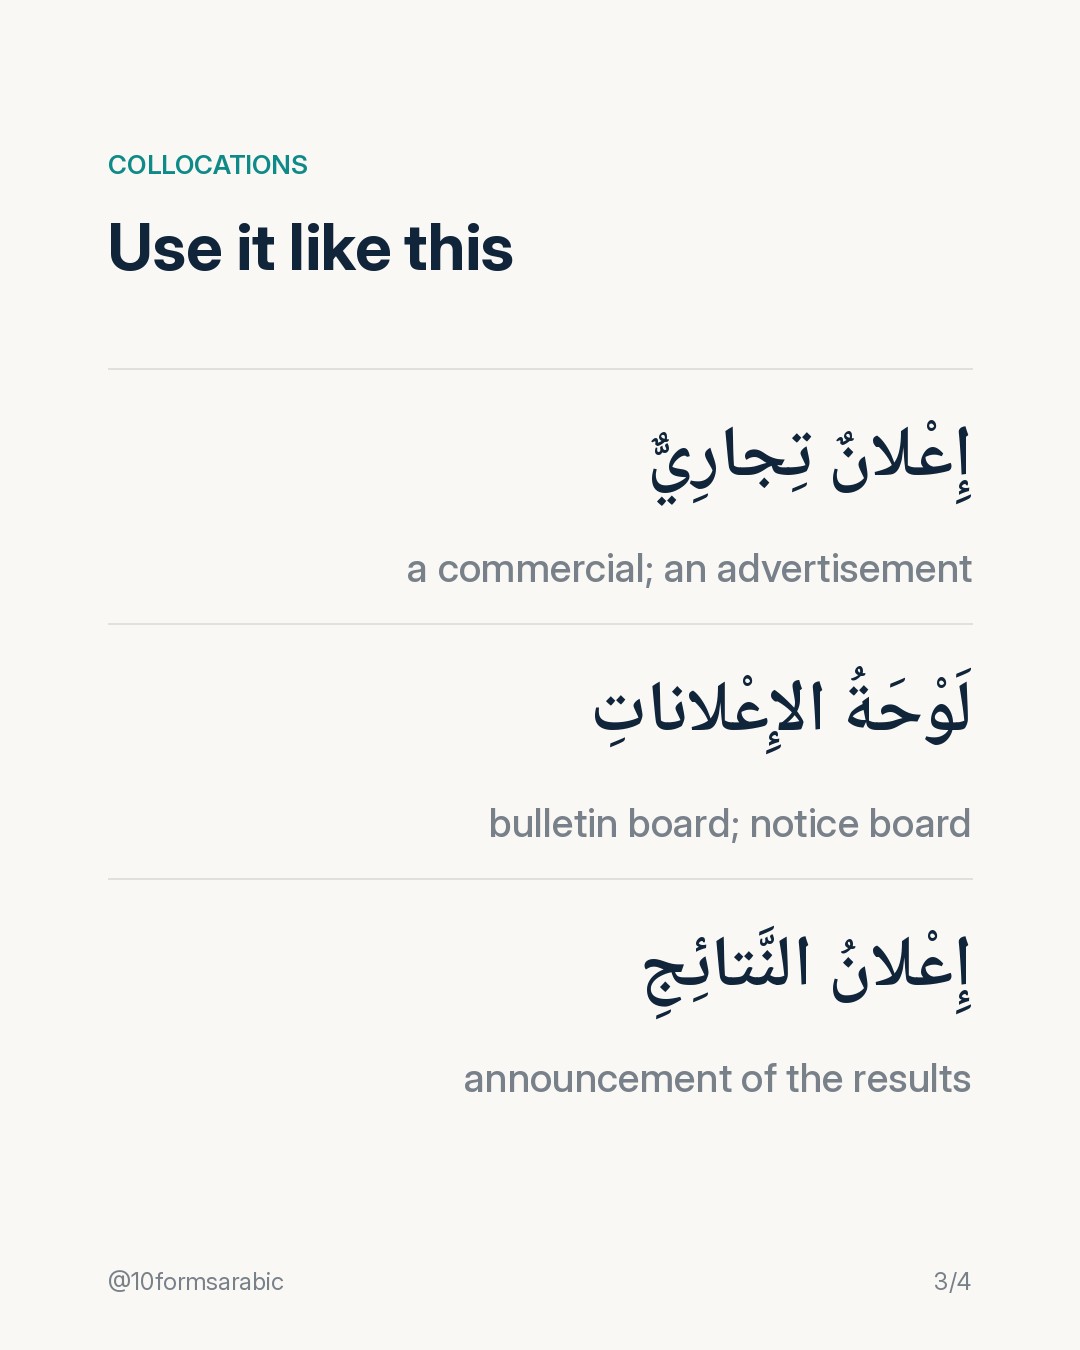 COLLOCATIONS
Use it like this
إِعْلانٌ تِجارِيٌّ
a commercial; an advertisement
لَوْحَةُ الإِعْلاناتِ
bulletin board; notice board
إِعْلانُ النَّتائِجِ
announcement of the results
@10formsarabic
3/4